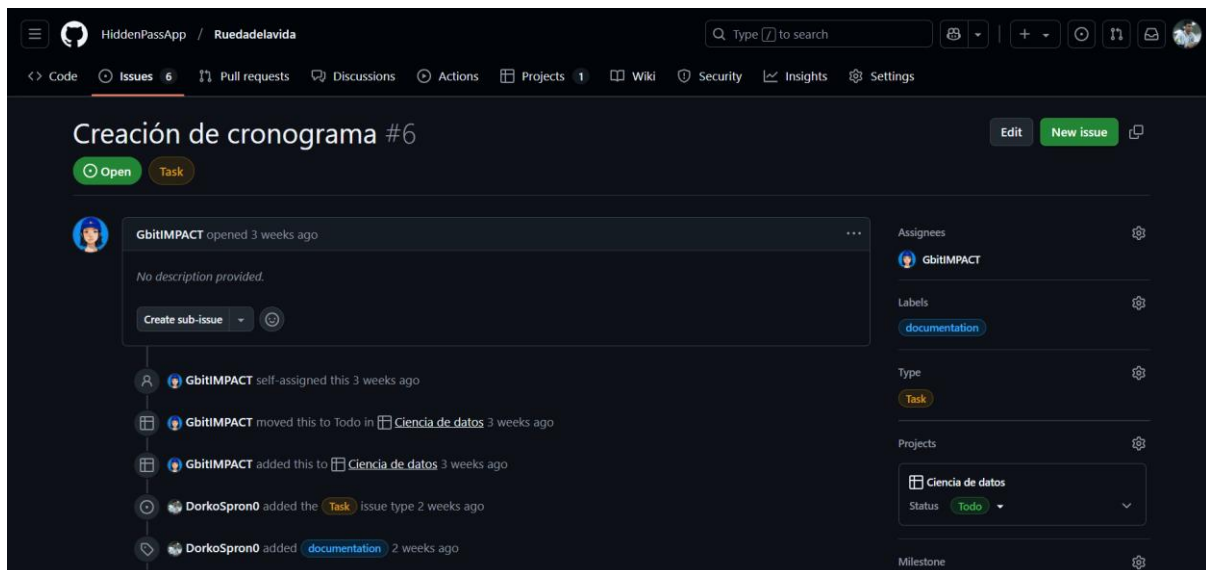 HiddenPassApp / Ruedadelavida
Type / to search
Code Issues 6 Pull requests Discussions Actions Projects 1 Wiki Security Insights Settings
Creación de cronograma #6
Edit New issue
Open Task
GbitIMPACT opened 3 weeks ago
No description provided.
Create sub-issue
GbitIMPACT self-assigned this 3 weeks ago
GbitIMPACT moved this to Todo in Ciencia de datos 3 weeks ago
GbitIMPACT added this to Ciencia de datos 3 weeks ago
DorkoSpron0 added the Task issue type 2 weeks ago
DorkoSpron0 added documentation 2 weeks ago
Assignees
GbitIMPACT
Labels
documentation
Type
Task
Projects
Ciencia de datos
Status Todo
Milestone